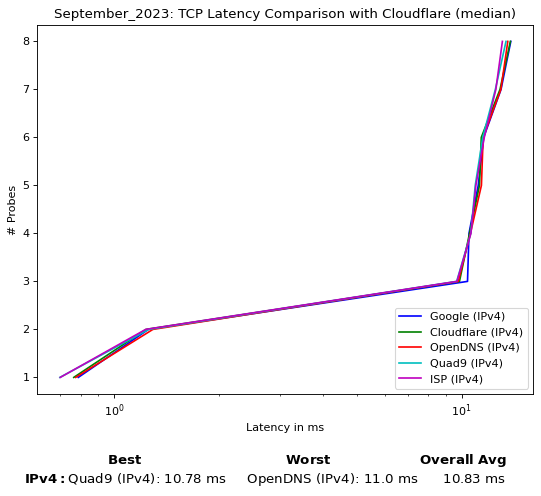 September_2023: TCP Latency Comparison with Cloudflare (median)
# Probes
8
7
6
5
4
3
2
1
Google (IPv4)
Cloudflare (IPv4)
OpenDNS (IPv4)
Quad9 (IPv4)
ISP (IPv4)
10⁰ 10¹
Latency in ms
Best Worst Overall Avg
IPv4: Quad9 (IPv4): 10.78 ms OpenDNS (IPv4): 11.0 ms 10.83 ms